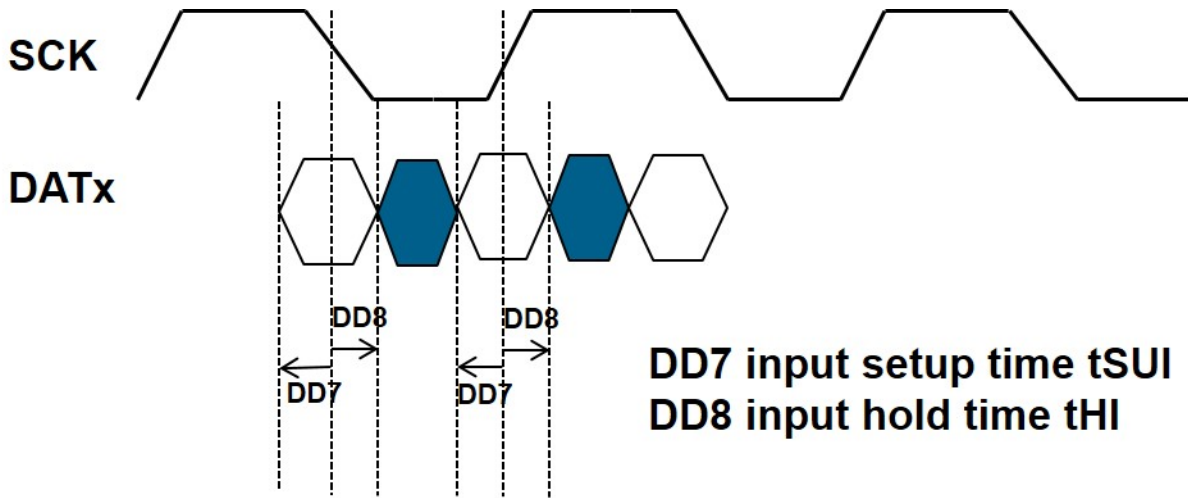 SCK
DATx
DD8
DD8
DD7
DD7
DD7 input setup time tSUI
DD8 input hold time tHI